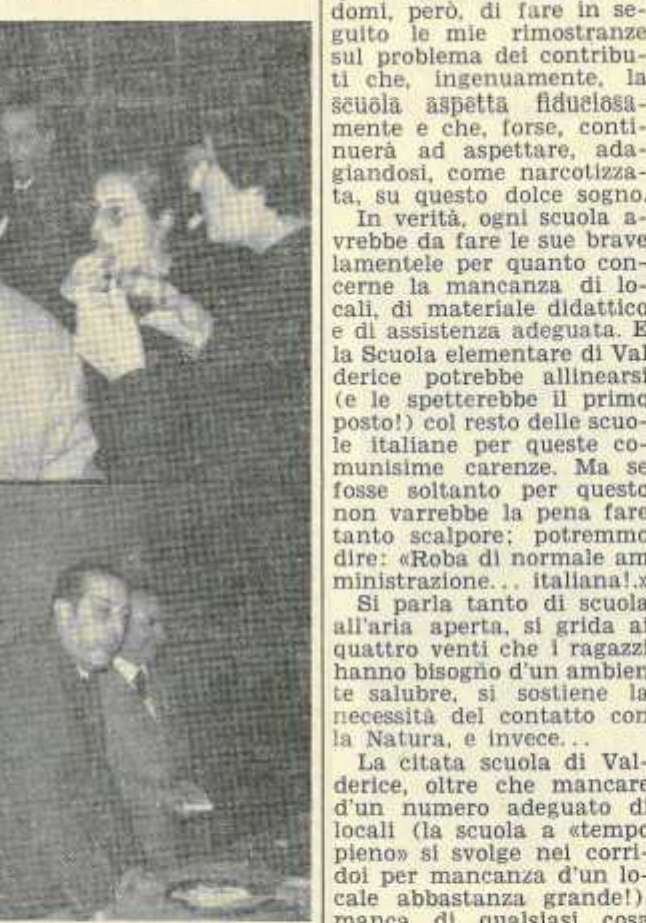 domi, però, di fare in se-
guito le mie rimostranze
sul problema dei contribu-
ti che, ingenuamente, la
scuola aspetta fiduciosa-
mente e che, forse, conti-
nuerà ad aspettare, ada-
giandosi, come narcotizza-
ta, su questo dolce sogno.
In verità, ogni scuola a-
vrebbe da fare le sue brave
lamentele per quanto con-
cerne la mancanza di lo-
cali, di materiale didattico
e di assistenza adeguata. E
la Scuola elementare di Val
derice potrebbe allinearsi
(e le spetterebbe il primo
posto!) col resto delle scuo-
le italiane per queste co-
munisime carenze. Ma se
fosse soltanto per questo
non varrebbe la pena fare
tanto scalpore; potremmo
dire: «Roba di normale am
ministrazione... italiana!.»
Si parla tanto di scuola
all'aria aperta, si grida ai
quattro venti che i ragazzi
hanno bisogno d'un ambien
te salubre, si sostiene la
necessità del contatto con
la Natura, e invece...
La citata scuola di Val-
derice, oltre che mancare
d'un numero adeguato di
locali (la scuola a «tempo
pieno» si svolge nei corri-
doi per mancanza d'un lo-
cale abbastanza grande!)
manca di qualsiasi cosa